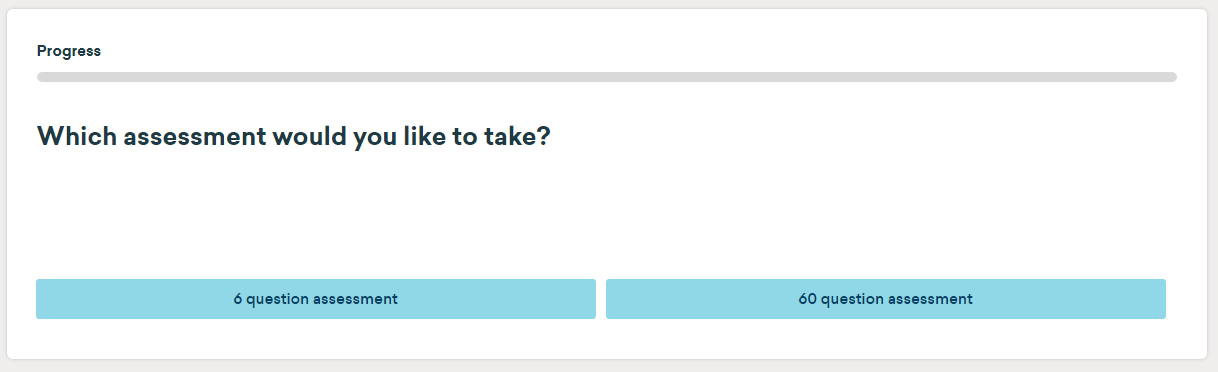 Progress
Which assessment would you like to take?
6 question assessment
60 question assessment